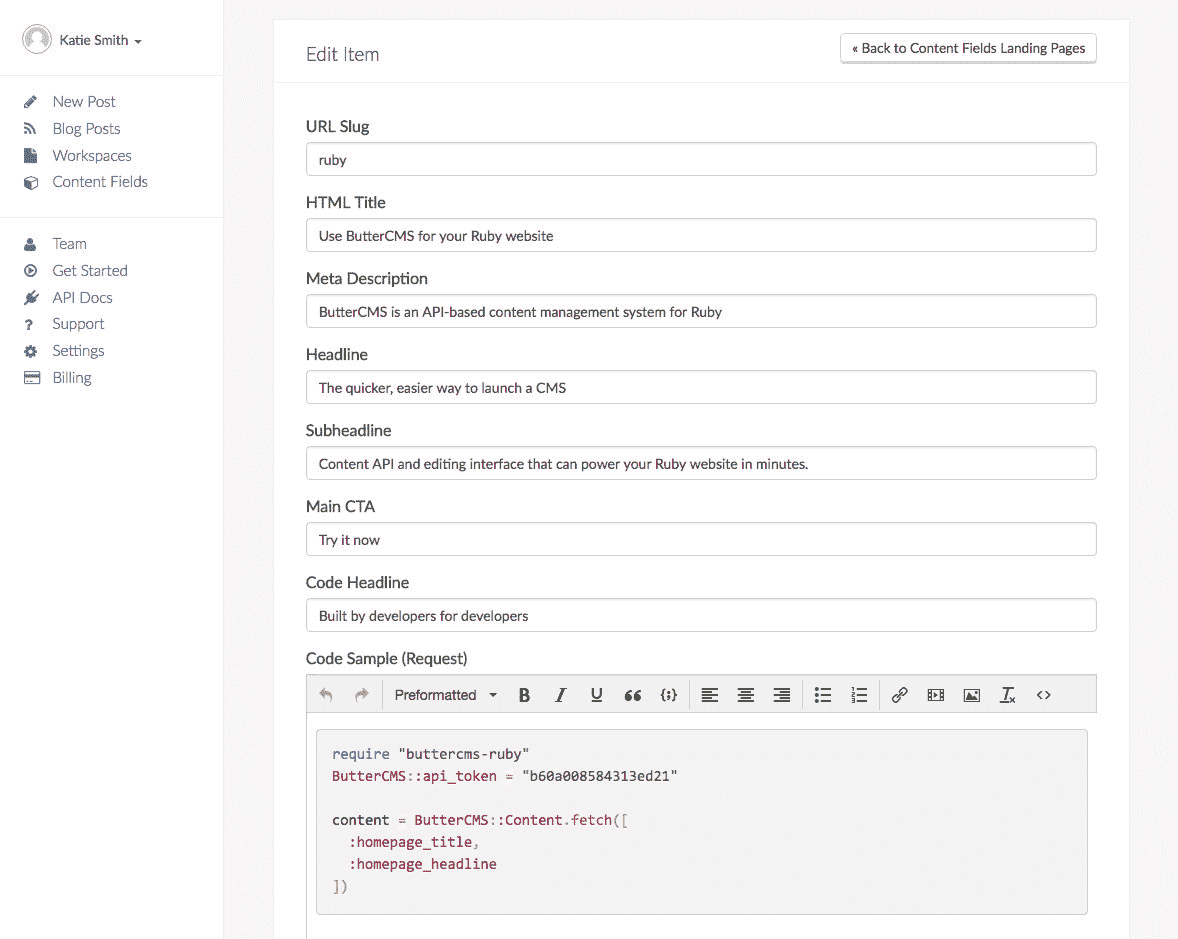 Katie Smith
New Post
Blog Posts
Workspaces
Content Fields
Team
Get Started
API Docs
Support
Settings
Billing
Edit Item
« Back to Content Fields Landing Pages
URL Slug
ruby
HTML Title
Use ButterCMS for your Ruby website
Meta Description
ButterCMS is an API-based content management system for Ruby
Headline
The quicker, easier way to launch a CMS
Subheadline
Content API and editing interface that can power your Ruby website in minutes.
Main CTA
Try it now
Code Headline
Built by developers for developers
Code Sample (Request)
Preformatted
require "buttercms-ruby"
ButterCMS::api_token = "b60a008584313ed21"
content = ButterCMS::Content.fetch([
  :homepage_title,
  :homepage_headline
])